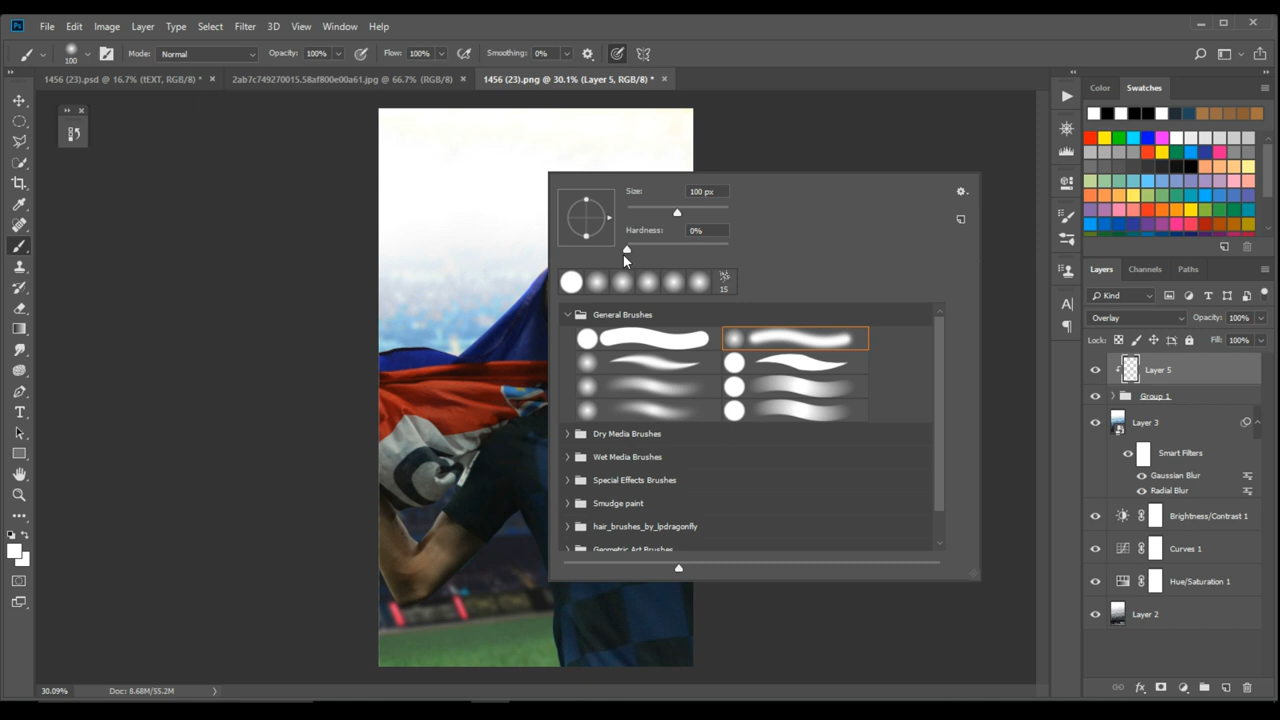 Ps File Edit Image Layer Type Select Filter 3D View Window Help
100 Mode: Normal Opacity: 100% Flow: 100% Smoothing: 0%
1456 (23).psd @ 16.7% (tEXT, RGB/8) * × 2ab7c749270015.58af800e00a61.jpg @ 66.7% (RGB/8) × 1456 (23).png @ 30.1% (Layer 5, RGB/8) * ×
Color Swatches
Size: 100 px
Hardness: 0%
15
General Brushes
Dry Media Brushes
Wet Media Brushes
Special Effects Brushes
Smudge paint
hair_brushes_by_lpdragonfly
Geometric Art Brushes
Layers Channels Paths
Kind
Overlay Opacity: 100%
Lock: Fill: 100%
Layer 5
Group 1
Layer 3
Smart Filters
Gaussian Blur
Radial Blur
Brightness/Contrast 1
Curves 1
Hue/Saturation 1
Layer 2
30.09% Doc: 8.68M/55.2M